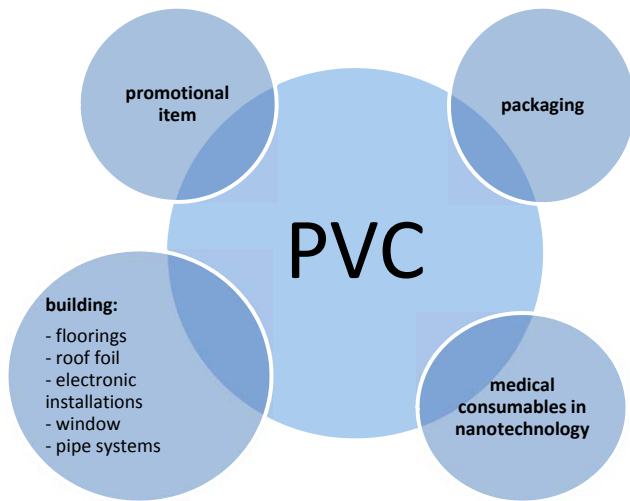 promotional
item
packaging
PVC
building:
- floorings
- roof foil
- electronic
installations
- window
- pipe systems
medical
consumables in
nanotechnology